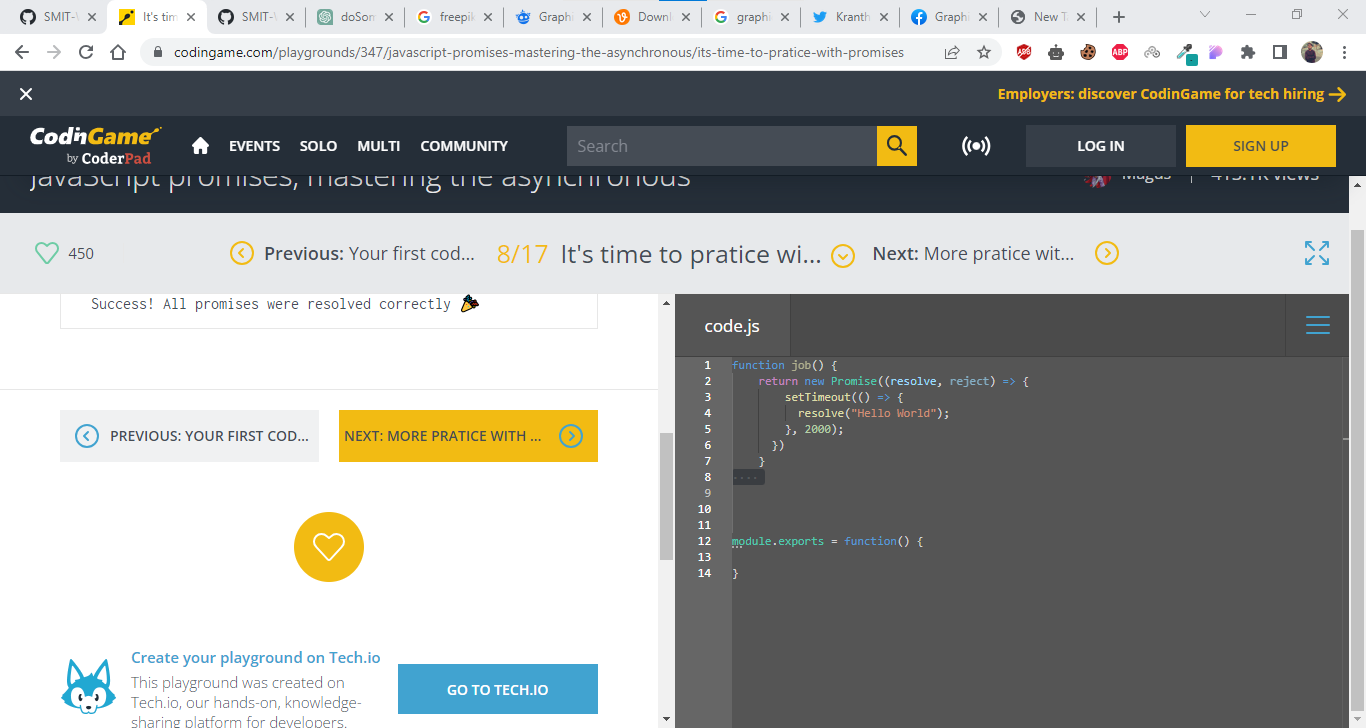 SMIT-
It's tim
SMIT-
doSom
freepik
Graphi
Downl
graphi
Kranth
Graphi
New T
codingame.com/playgrounds/347/javascript-promises-mastering-the-asynchronous/its-time-to-pratice-with-promises
Employers: discover CodinGame for tech hiring
CodinGame
by CoderPad
EVENTS
SOLO
MULTI
COMMUNITY
Search
LOG IN
SIGN UP
JavaScript promises, mastering the asynchronous
Magus
413.1K views
450
Previous: Your first cod...
8/17 It's time to pratice wi...
Next: More pratice wit...
Success! All promises were resolved correctly
PREVIOUS: YOUR FIRST COD...
NEXT: MORE PRATICE WITH ...
Create your playground on Tech.io
This playground was created on
Tech.io, our hands-on, knowledge-
sharing platform for developers.
GO TO TECH.IO
code.js
1 function job() {
2 return new Promise((resolve, reject) => {
3 setTimeout(() => {
4 resolve("Hello World");
5 }, 2000);
6 })
7 }
8
9
10
11
12 module.exports = function() {
13
14 }